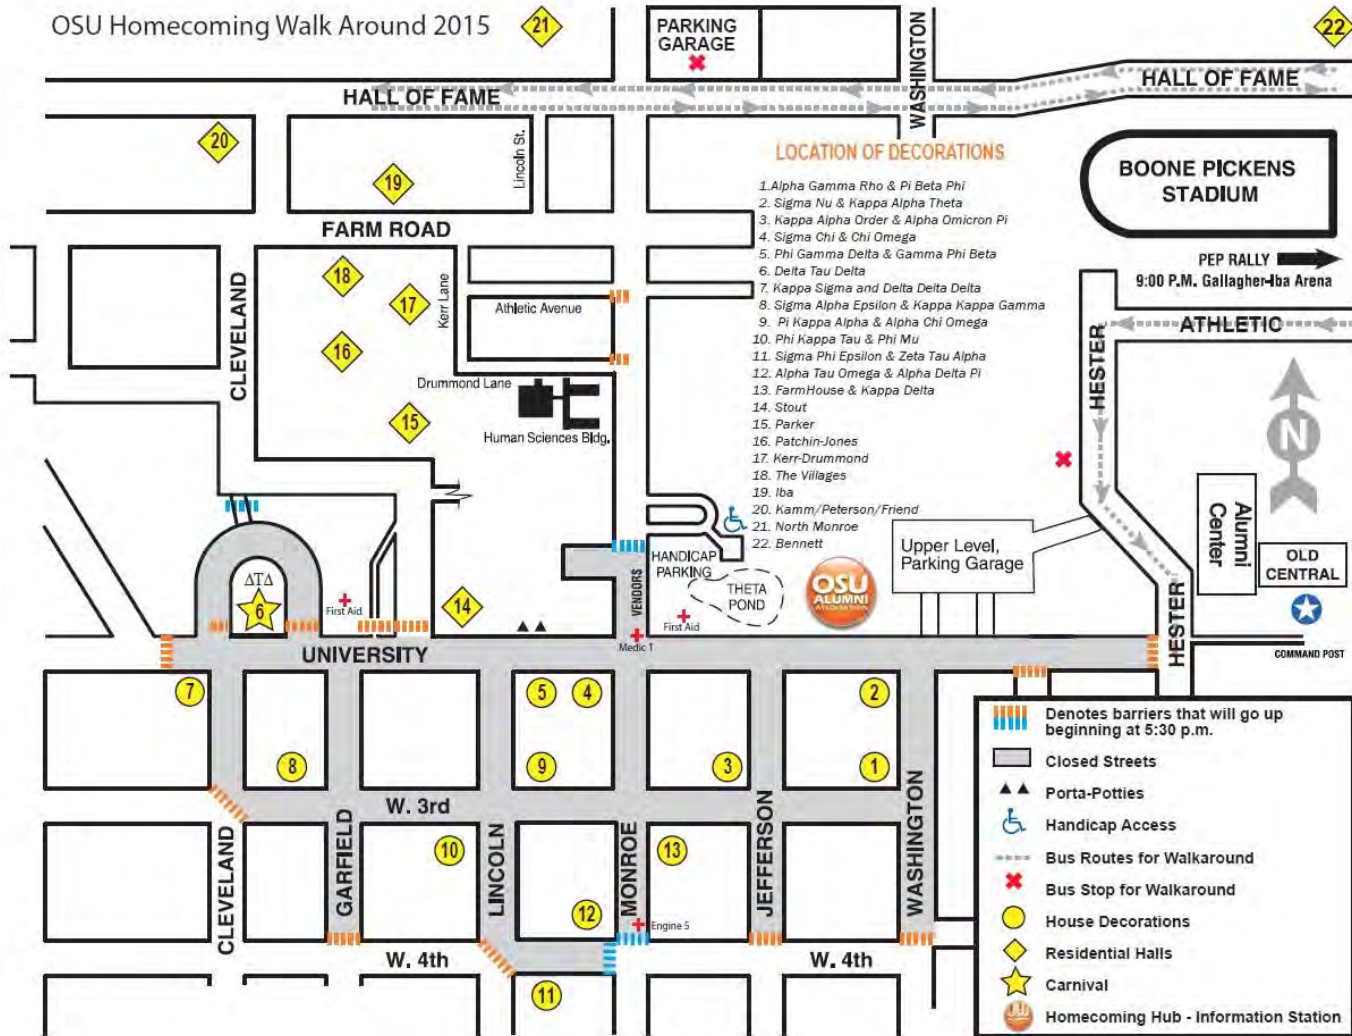 OSU Homecoming Walk Around 2015
21
PARKING
GARAGE
WASHINGTON
22
HALL OF FAME
HALL OF FAME
20
19
Lincoln St.
LOCATION OF DECORATIONS
1.Alpha Gamma Rho & Pi Beta Phi
2. Sigma Nu & Kappa Alpha Theta
3. Kappa Alpha Order & Alpha Omicron Pi
4. Sigma Chi & Chi Omega
5. Phi Gamma Delta & Gamma Phi Beta
6. Delta Tau Delta
7. Kappa Sigma and Delta Delta Delta
8. Sigma Alpha Epsilon & Kappa Kappa Gamma
9. Pi Kappa Alpha & Alpha Chi Omega
10. Phi Kappa Tau & Phi Mu
11. Sigma Phi Epsilon & Zeta Tau Alpha
12. Alpha Tau Omega & Alpha Delta Pi
13. FarmHouse & Kappa Delta
14. Stout
15. Parker
16. Patchin-Jones
17. Kerr-Drummond
18. The Villages
19. Iba
20. Kamm/Peterson/Friend
21. North Monroe
22. Bennett
BOONE PICKENS
STADIUM
PEP RALLY
9:00 P.M. Gallagher-Iba Arena
FARM ROAD
CLEVELAND
18
17
16
15
Kerr Lane
Athletic Avenue
Drummond Lane
Human Sciences Bldg.
ATHLETIC
HESTER
N
Alumni
Center
OLD
CENTRAL
COMMAND POST
Upper Level,
Parking Garage
HANDICAP
PARKING
THETA
POND
OSU
ALUMNI
ASSOCIATION
VENDORS
First Aid
Medic 1
ΔΤΔ
6
First Aid
14
UNIVERSITY
HESTER
7
5
4
2
8
9
3
1
W. 3rd
CLEVELAND
GARFIELD
10
LINCOLN
12
MONROE
13
JEFFERSON
WASHINGTON
Engine 5
W. 4th
W. 4th
11
Denotes barriers that will go up
beginning at 5:30 p.m.
Closed Streets
Porta-Potties
Handicap Access
Bus Routes for Walkaround
Bus Stop for Walkaround
House Decorations
Residential Halls
Carnival
Homecoming Hub - Information Station